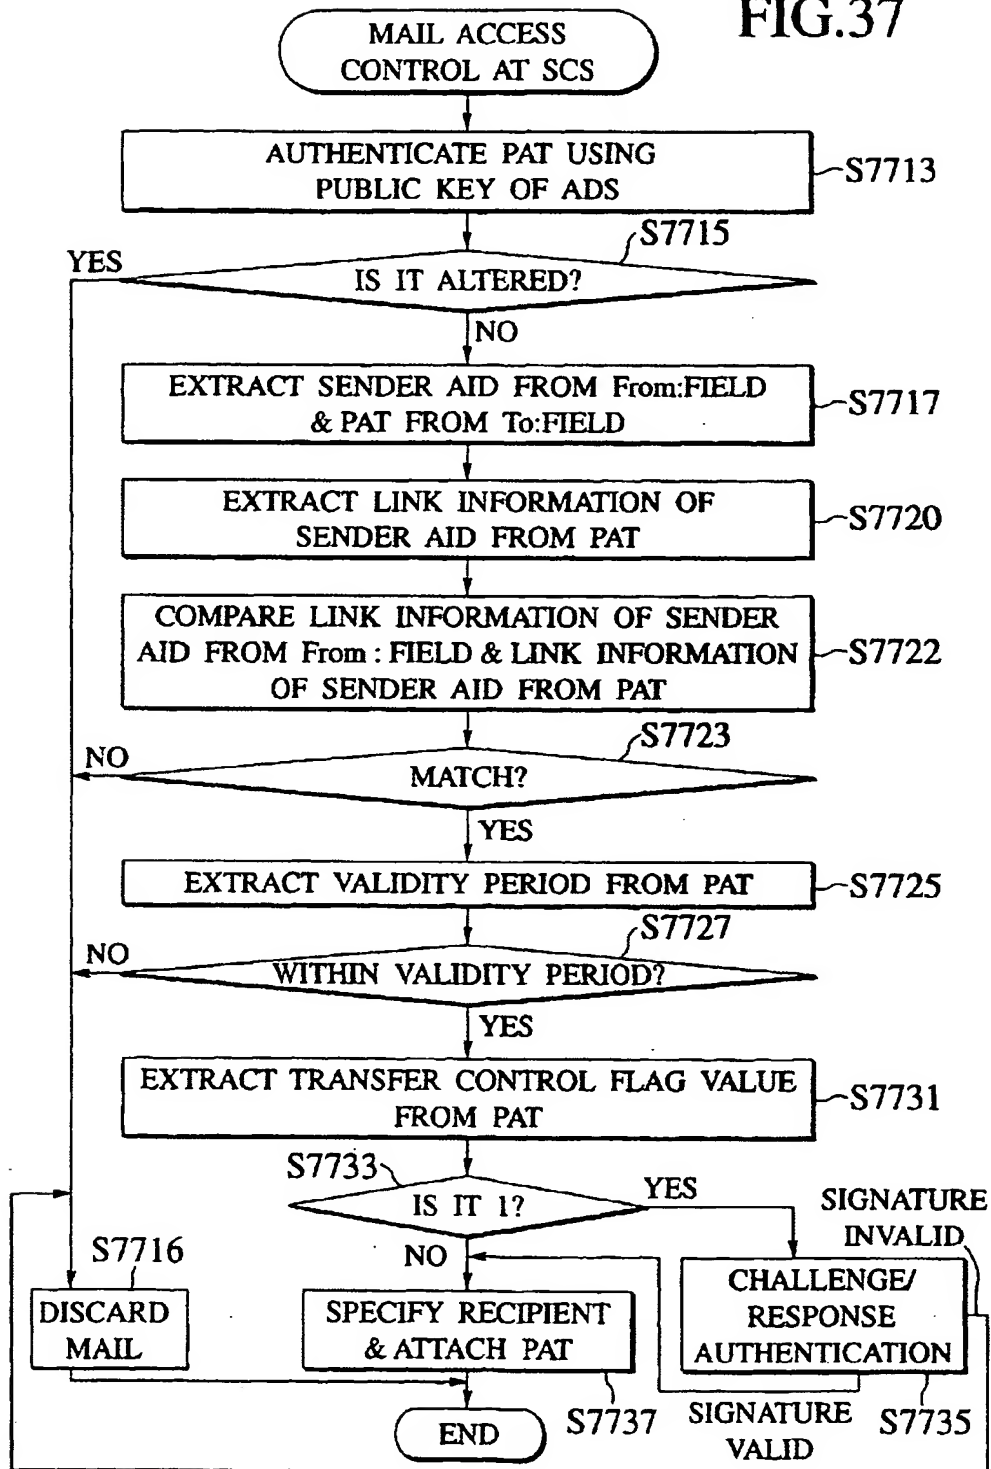 FIG.37
MAIL ACCESS
CONTROL AT SCS
AUTHENTICATE PAT USING
PUBLIC KEY OF ADS
S7713
S7715
YES
IS IT ALTERED?
NO
EXTRACT SENDER AID FROM From:FIELD
& PAT FROM To:FIELD
S7717
EXTRACT LINK INFORMATION OF
SENDER AID FROM PAT
S7720
COMPARE LINK INFORMATION OF SENDER
AID FROM From : FIELD & LINK INFORMATION
OF SENDER AID FROM PAT
S7722
S7723
NO
MATCH?
YES
EXTRACT VALIDITY PERIOD FROM PAT
S7725
S7727
NO
WITHIN VALIDITY PERIOD?
YES
EXTRACT TRANSFER CONTROL FLAG VALUE
FROM PAT
S7731
S7733
IS IT 1?
YES
SIGNATURE
INVALID
NO
S7716
DISCARD
MAIL
SPECIFY RECIPIENT
& ATTACH PAT
S7737
CHALLENGE/
RESPONSE
AUTHENTICATION
S7735
SIGNATURE
VALID
END